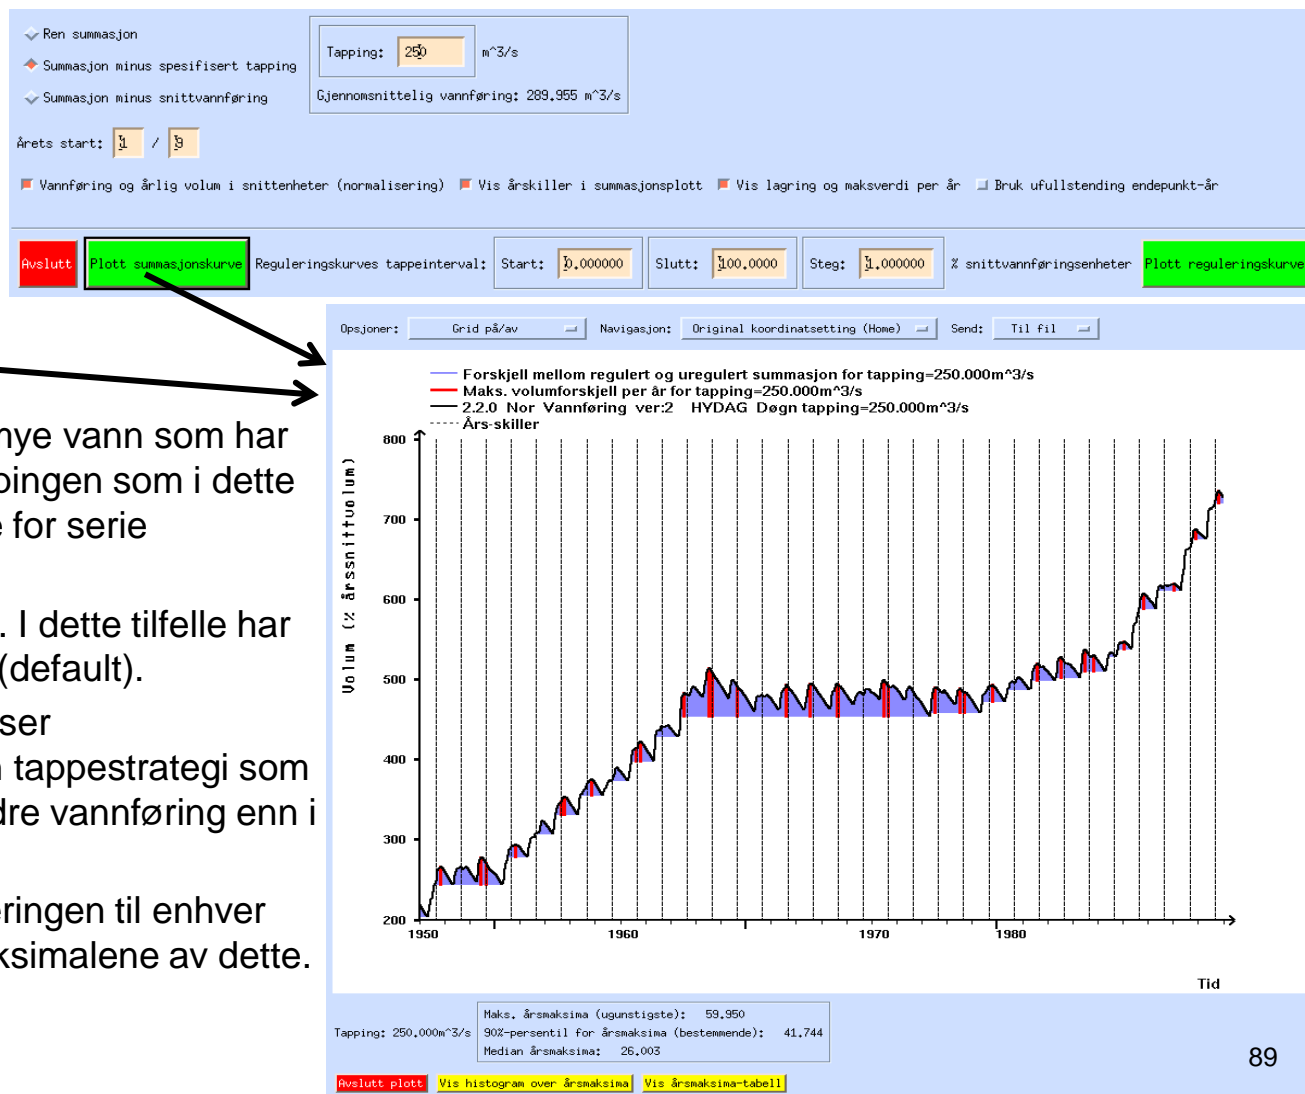 Ren summasjon
Summasjon minus spesifisert tapping
Summasjon minus snittvannføring
Tapping: 250 m^3/s
Gjennomsnittelig vannføring: 289.955 m^3/s
Årets start: 1 / 9
Vannføring og årlig volum i snittenheter (normalisering) Vis årskiller i summasjonsplott Vis lagring og maksverdi per år Bruk ufullstending endepunkt-år
Avslutt Plott summasjonskurve Reguleringskurves tappeinterval: Start: 0.000000 Slutt: 100.0000 Steg: 1.000000 % snittvannføringsenheter Plott reguleringskurve
Opsjoner: Grid på/av Navigasjon: Original koordinatsetting (Home) Send: Til fil
Forskjell mellom regulert og uregulert summasjon for tapping=250.000m^3/s
Maks. volumforskjell per år for tapping=250.000m^3/s
2.2.0 Nor Vannføring ver:2 HYDAG Døgn tapping=250.000m^3/s
Års-skiller
mye vann som har
pingen som i dette
e for serie
. I dette tilfelle har
(default).
ser
n tappestrategi som
dre vannføring enn i
eringen til enhver
ksimalene av dette.
Volum (% årssnittvolum)
800
700
600
500
400
300
200
1950 1960 1970 1980
Tid
Tapping: 250.000m^3/s
Maks. årsmaksima (ugunstigste): 59.950
90%-persentil for årsmaksima (bestemmende): 41.744
Median årsmaksima: 26.003
Avslutt plott Vis histogram over årsmaksima Vis årsmaksima-tabell
89